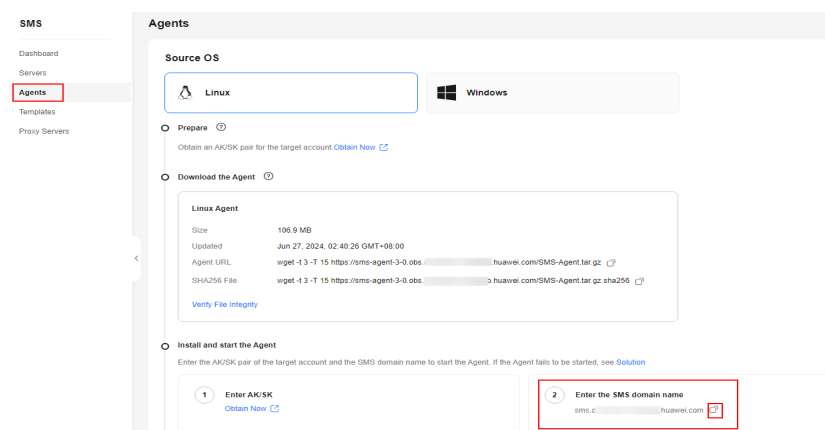 SMS
Dashboard
Servers
Agents
Templates
Proxy Servers
Agents
Source OS
Linux
Windows
Prepare
Obtain an AK/SK pair for the target account.Obtain Now
Download the Agent
Linux Agent
Size 106.9 MB
Updated Jun 27, 2024, 02:40:26 GMT+08:00
Agent URL wget -t 3 -T 15 https://sms-agent-3-0.obs. .huawei.com/SMS-Agent.tar.gz
SHA256 File wget -t 3 -T 15 https://sms-agent-3-0.obs. .huawei.com/SMS-Agent.tar.gz.sha256
Verify File Integrity
Install and start the Agent
Enter the AK/SK pair of the target account and the SMS domain name to start the Agent. If the Agent fails to be started, see Solution
1 Enter AK/SK
Obtain Now
2 Enter the SMS domain name
sms.c .huawei.com